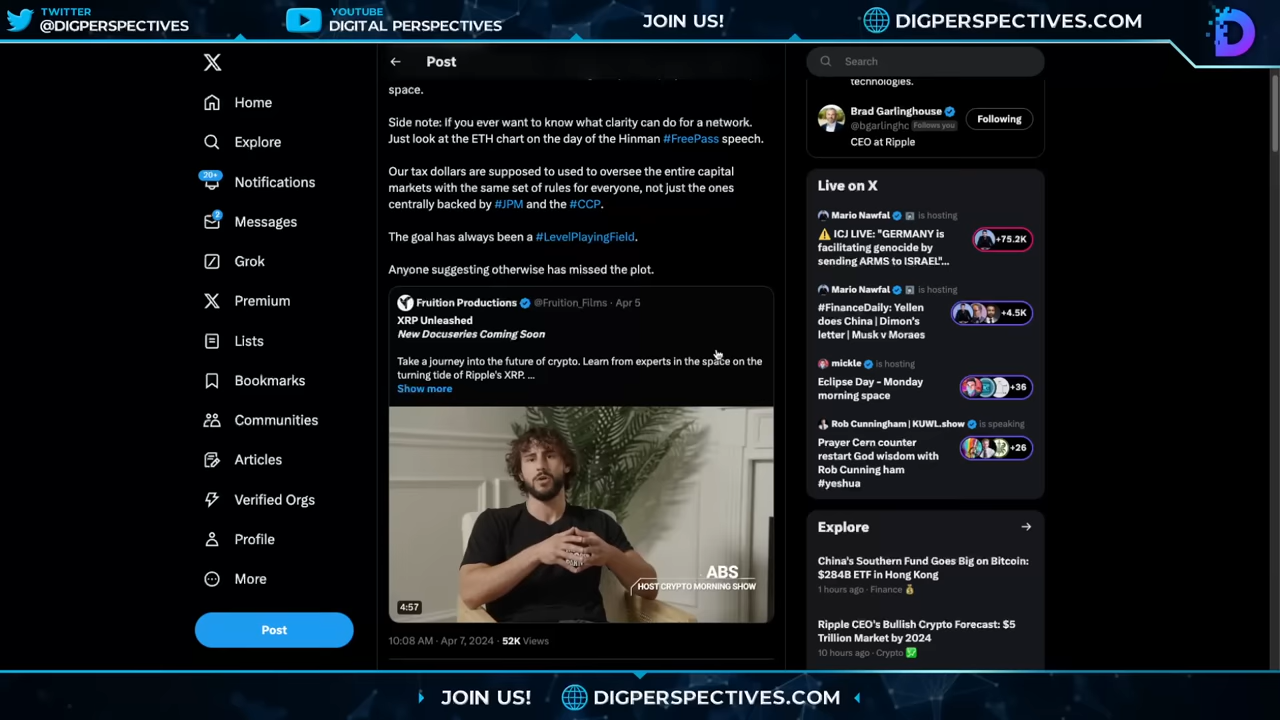 TWITTER
@DIGPERSPECTIVES
YOUTUBE
DIGITAL PERSPECTIVES
JOIN US!
DIGPERSPECTIVES.COM
Home
Explore
Notifications
20+
Messages
2
Grok
Premium
Lists
Bookmarks
Communities
Articles
Verified Orgs
Profile
More
Post
Post
space.
Side note: If you ever want to know what clarity can do for a network.
Just look at the ETH chart on the day of the Hinman #FreePass speech.
Our tax dollars are supposed to used to oversee the entire capital
markets with the same set of rules for everyone, not just the ones
centrally backed by #JPM and the #CCP.
The goal has always been a #LevelPlayingField.
Anyone suggesting otherwise has missed the plot.
Fruition Productions @Fruition_Films · Apr 5
XRP Unleashed
New Docuseries Coming Soon
Take a journey into the future of crypto. Learn from experts in the space on the
turning tide of Ripple's XRP. ...
Show more
ABS
HOST CRYPTO MORNING SHOW
4:57
10:08 AM · Apr 7, 2024 · 52K Views
Search
technologies.
Brad Garlinghouse
@bgarlinghc Follows you
CEO at Ripple
Following
Live on X
Mario Nawfal is hosting
⚠️ ICJ LIVE: "GERMANY is
facilitating genocide by
sending ARMS to ISRAEL"...
+75.2K
Mario Nawfal is hosting
#FinanceDaily: Yellen
does China | Dimon's
letter | Musk v Moraes
+4.5K
mickle is hosting
Eclipse Day - Monday
morning space
+36
Rob Cunningham | KUWL.show is speaking
Prayer Cern counter
restart God wisdom with
Rob Cunning ham
#yeshua
+26
Explore
China's Southern Fund Goes Big on Bitcoin:
$284B ETF in Hong Kong
1 hours ago · Finance 💰
Ripple CEO's Bullish Crypto Forecast: $5
Trillion Market by 2024
10 hours ago · Crypto 💹
JOIN US!
DIGPERSPECTIVES.COM